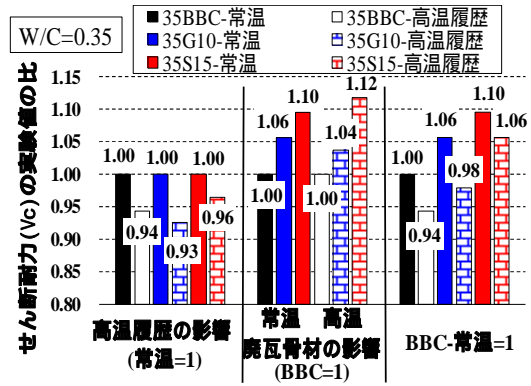 W/C=0.35
35BBC-常温 35BBC-高温履歴
35G10-常温 35G10-高温履歴
35S15-常温 35S15-高温履歴
せん断耐力(Vc)の実験値の比
1.15
1.10
1.05
1.00
0.95
0.90
0.85
0.80
1.00 0.94 1.00 0.93 1.00 0.96
1.00 1.06 1.10 1.00 1.04 1.12
1.00 0.94 1.06 0.98 1.10 1.06
高温履歴の影響
(常温=1)
常温 高温
廃瓦骨材の影響
(BBC=1)
BBC-常温=1